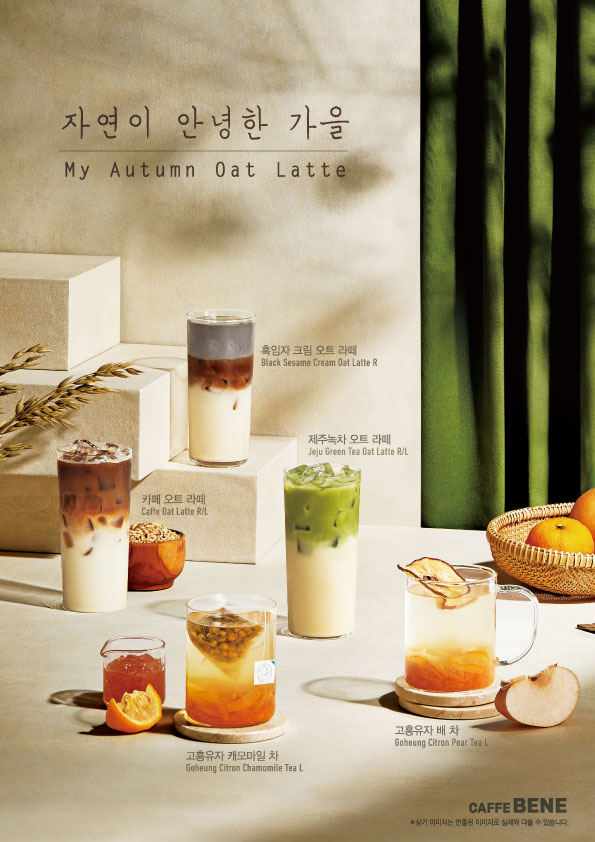 자연이 안녕한 가을
My Autumn Oat Latte
흑임자 크림 오트 라떼
Black Sesame Cream Oat Latte R
제주녹차 오트 라떼
Jeju Green Tea Oat Latte R/L
카페 오트 라떼
Caffe Oat Latte R/L
고흥유자 배 차
Goheung Citron Pear Tea L
고흥유자 캐모마일 차
Goheung Citron Chamomile Tea L
CAFFE BENE
※상기 이미지는 연출된 이미지로 실제와 다를 수 있습니다.